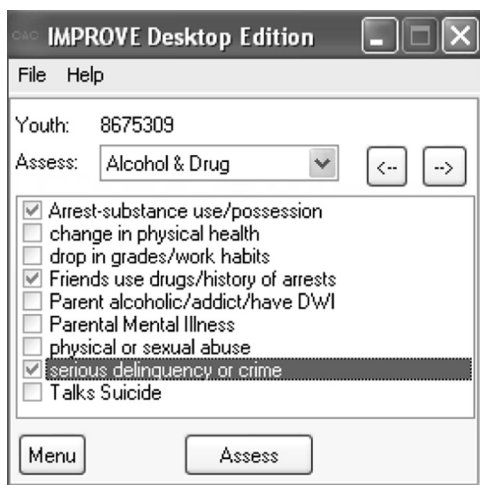 CAC IMPROVE Desktop Edition
File Help
Youth: 8675309
Assess: Alcohol & Drug <-- -->
Arrest-substance use/possession
change in physical health
drop in grades/work habits
Friends use drugs/history of arrests
Parent alcoholic/addict/have DWI
Parental Mental Illness
physical or sexual abuse
serious delinquency or crime
Talks Suicide
Menu Assess